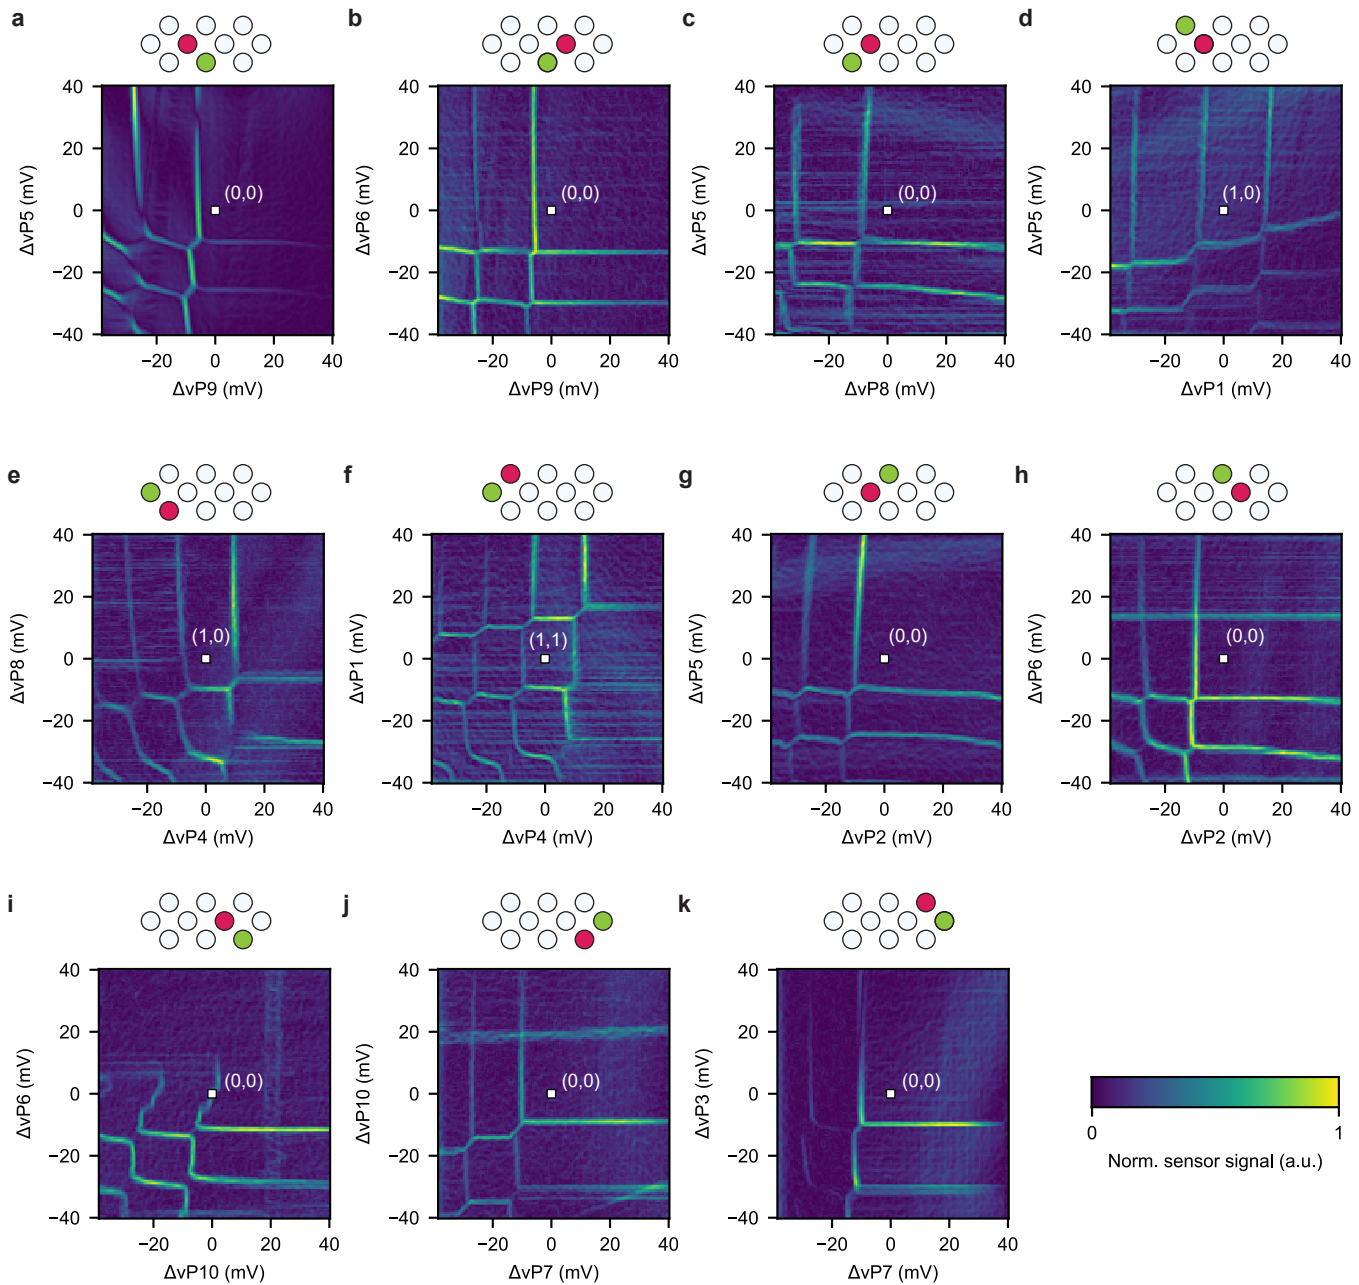 a
b
c
d
40
20
0
−20
−40
ΔvP5 (mV)
(0,0)
−20 0 20 40
ΔvP9 (mV)
40
20
0
−20
−40
ΔvP6 (mV)
(0,0)
−20 0 20 40
ΔvP9 (mV)
40
20
0
−20
−40
ΔvP5 (mV)
(0,0)
−20 0 20 40
ΔvP8 (mV)
40
20
0
−20
−40
ΔvP5 (mV)
(1,0)
−20 0 20 40
ΔvP1 (mV)
e
f
g
h
40
20
0
−20
−40
ΔvP8 (mV)
(1,0)
−20 0 20 40
ΔvP4 (mV)
40
20
0
−20
−40
ΔvP1 (mV)
(1,1)
−20 0 20 40
ΔvP4 (mV)
40
20
0
−20
−40
ΔvP5 (mV)
(0,0)
−20 0 20 40
ΔvP2 (mV)
40
20
0
−20
−40
ΔvP6 (mV)
(0,0)
−20 0 20 40
ΔvP2 (mV)
i
j
k
40
20
0
−20
−40
ΔvP6 (mV)
(0,0)
−20 0 20 40
ΔvP10 (mV)
40
20
0
−20
−40
ΔvP10 (mV)
(0,0)
−20 0 20 40
ΔvP7 (mV)
40
20
0
−20
−40
ΔvP3 (mV)
(0,0)
−20 0 20 40
ΔvP7 (mV)
0 1
Norm. sensor signal (a.u.)